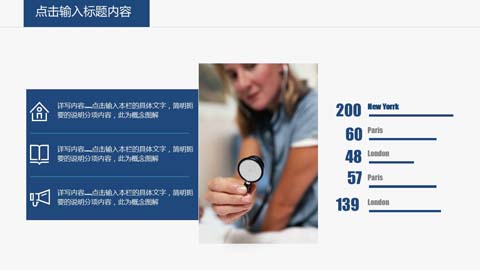 点击输入标题内容
详写内容……点击输入本栏的具体文字，简明扼
要的说明分项内容，此为概念图解
详写内容……点击输入本栏的具体文字，简明扼
要的说明分项内容，此为概念图解
详写内容……点击输入本栏的具体文字，简明扼
要的说明分项内容，此为概念图解
200 New Yorrk
60 Paris
48 London
57 Paris
139 London